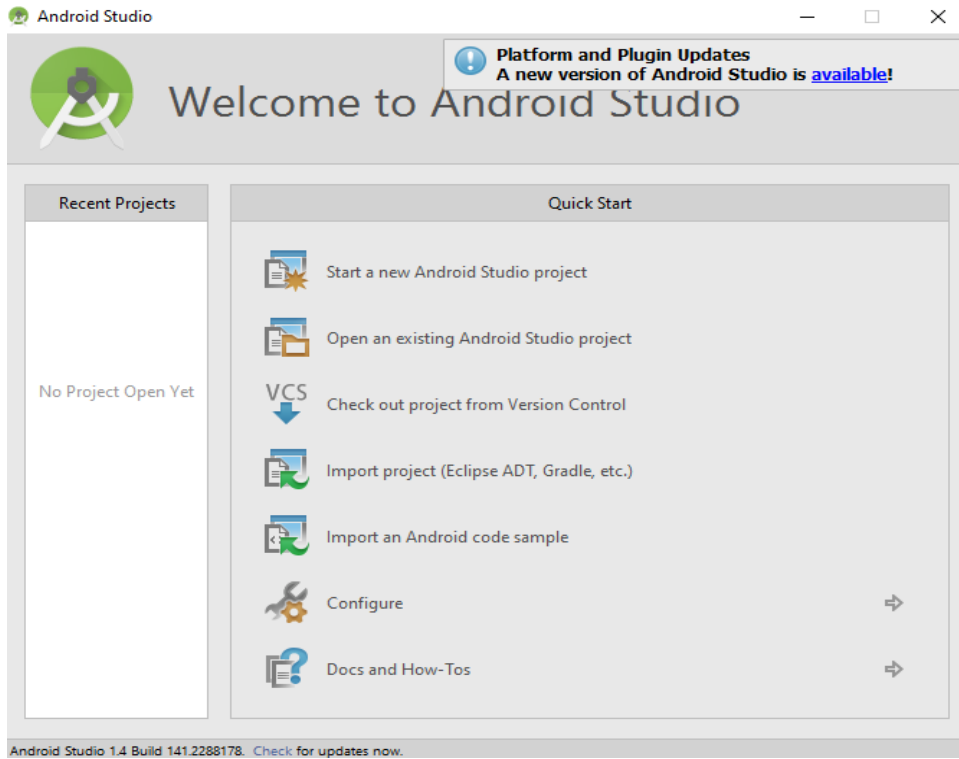 Android Studio
Platform and Plugin Updates
A new version of Android Studio is available!
Welcome to Android Studio
Recent Projects
No Project Open Yet
Quick Start
Start a new Android Studio project
Open an existing Android Studio project
VCS
Check out project from Version Control
Import project (Eclipse ADT, Gradle, etc.)
Import an Android code sample
Configure
Docs and How-Tos
Android Studio 1.4 Build 141.2288178. Check for updates now.